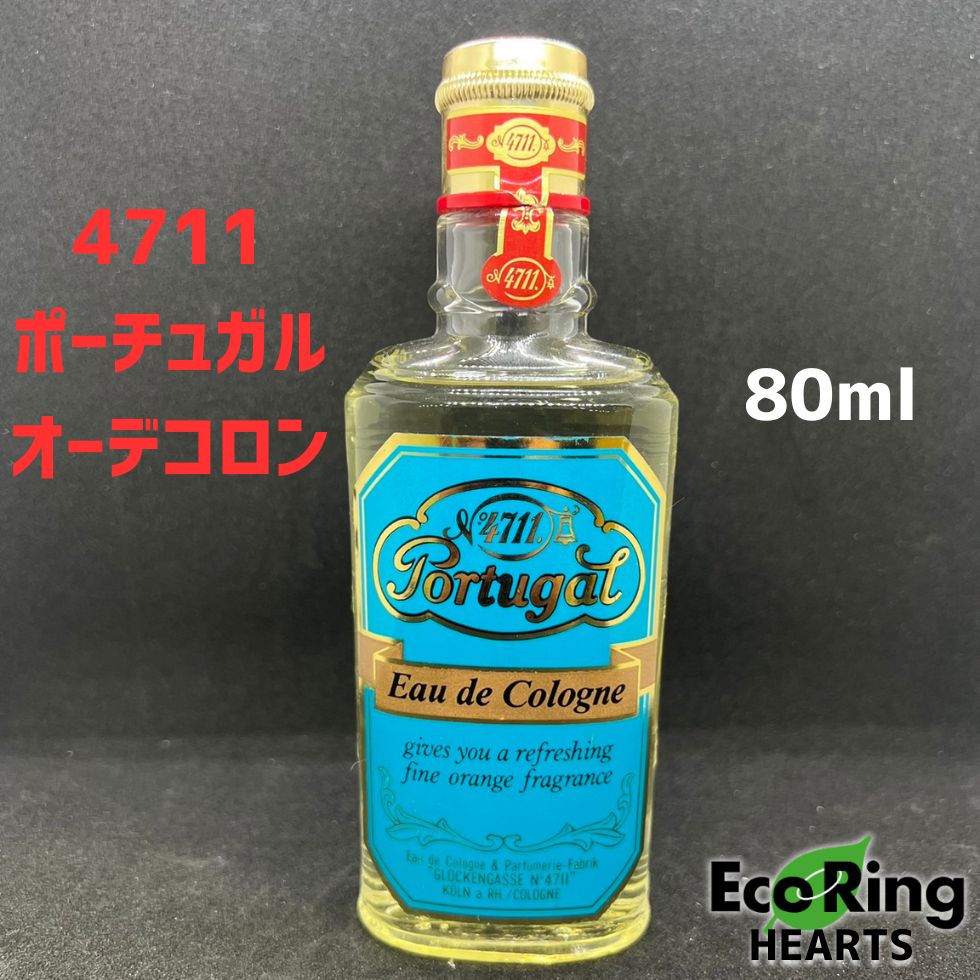 4711
ポーチュガル
オーデコロン
80ml
Nº4711.
J:C
Nº4711.
Nº4711.
Portugal
Eau de Cologne
gives you a refreshing
fine orange fragrance
Eau de Cologne & Parfumerie-Fabrik
"GLOCKENGASSE Nº4711"
KÖLN a. RH./COLOGNE
EcoRing
HEARTS